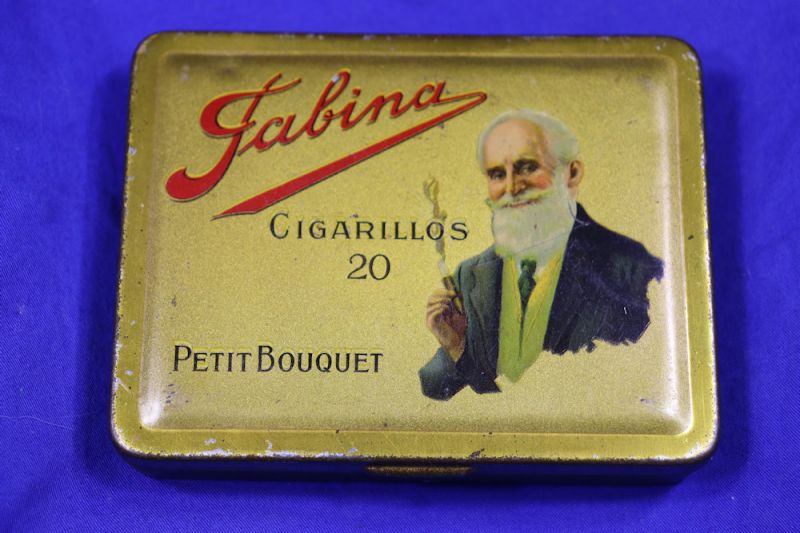 Fabina
CIGARILLOS
20
PETIT BOUQUET